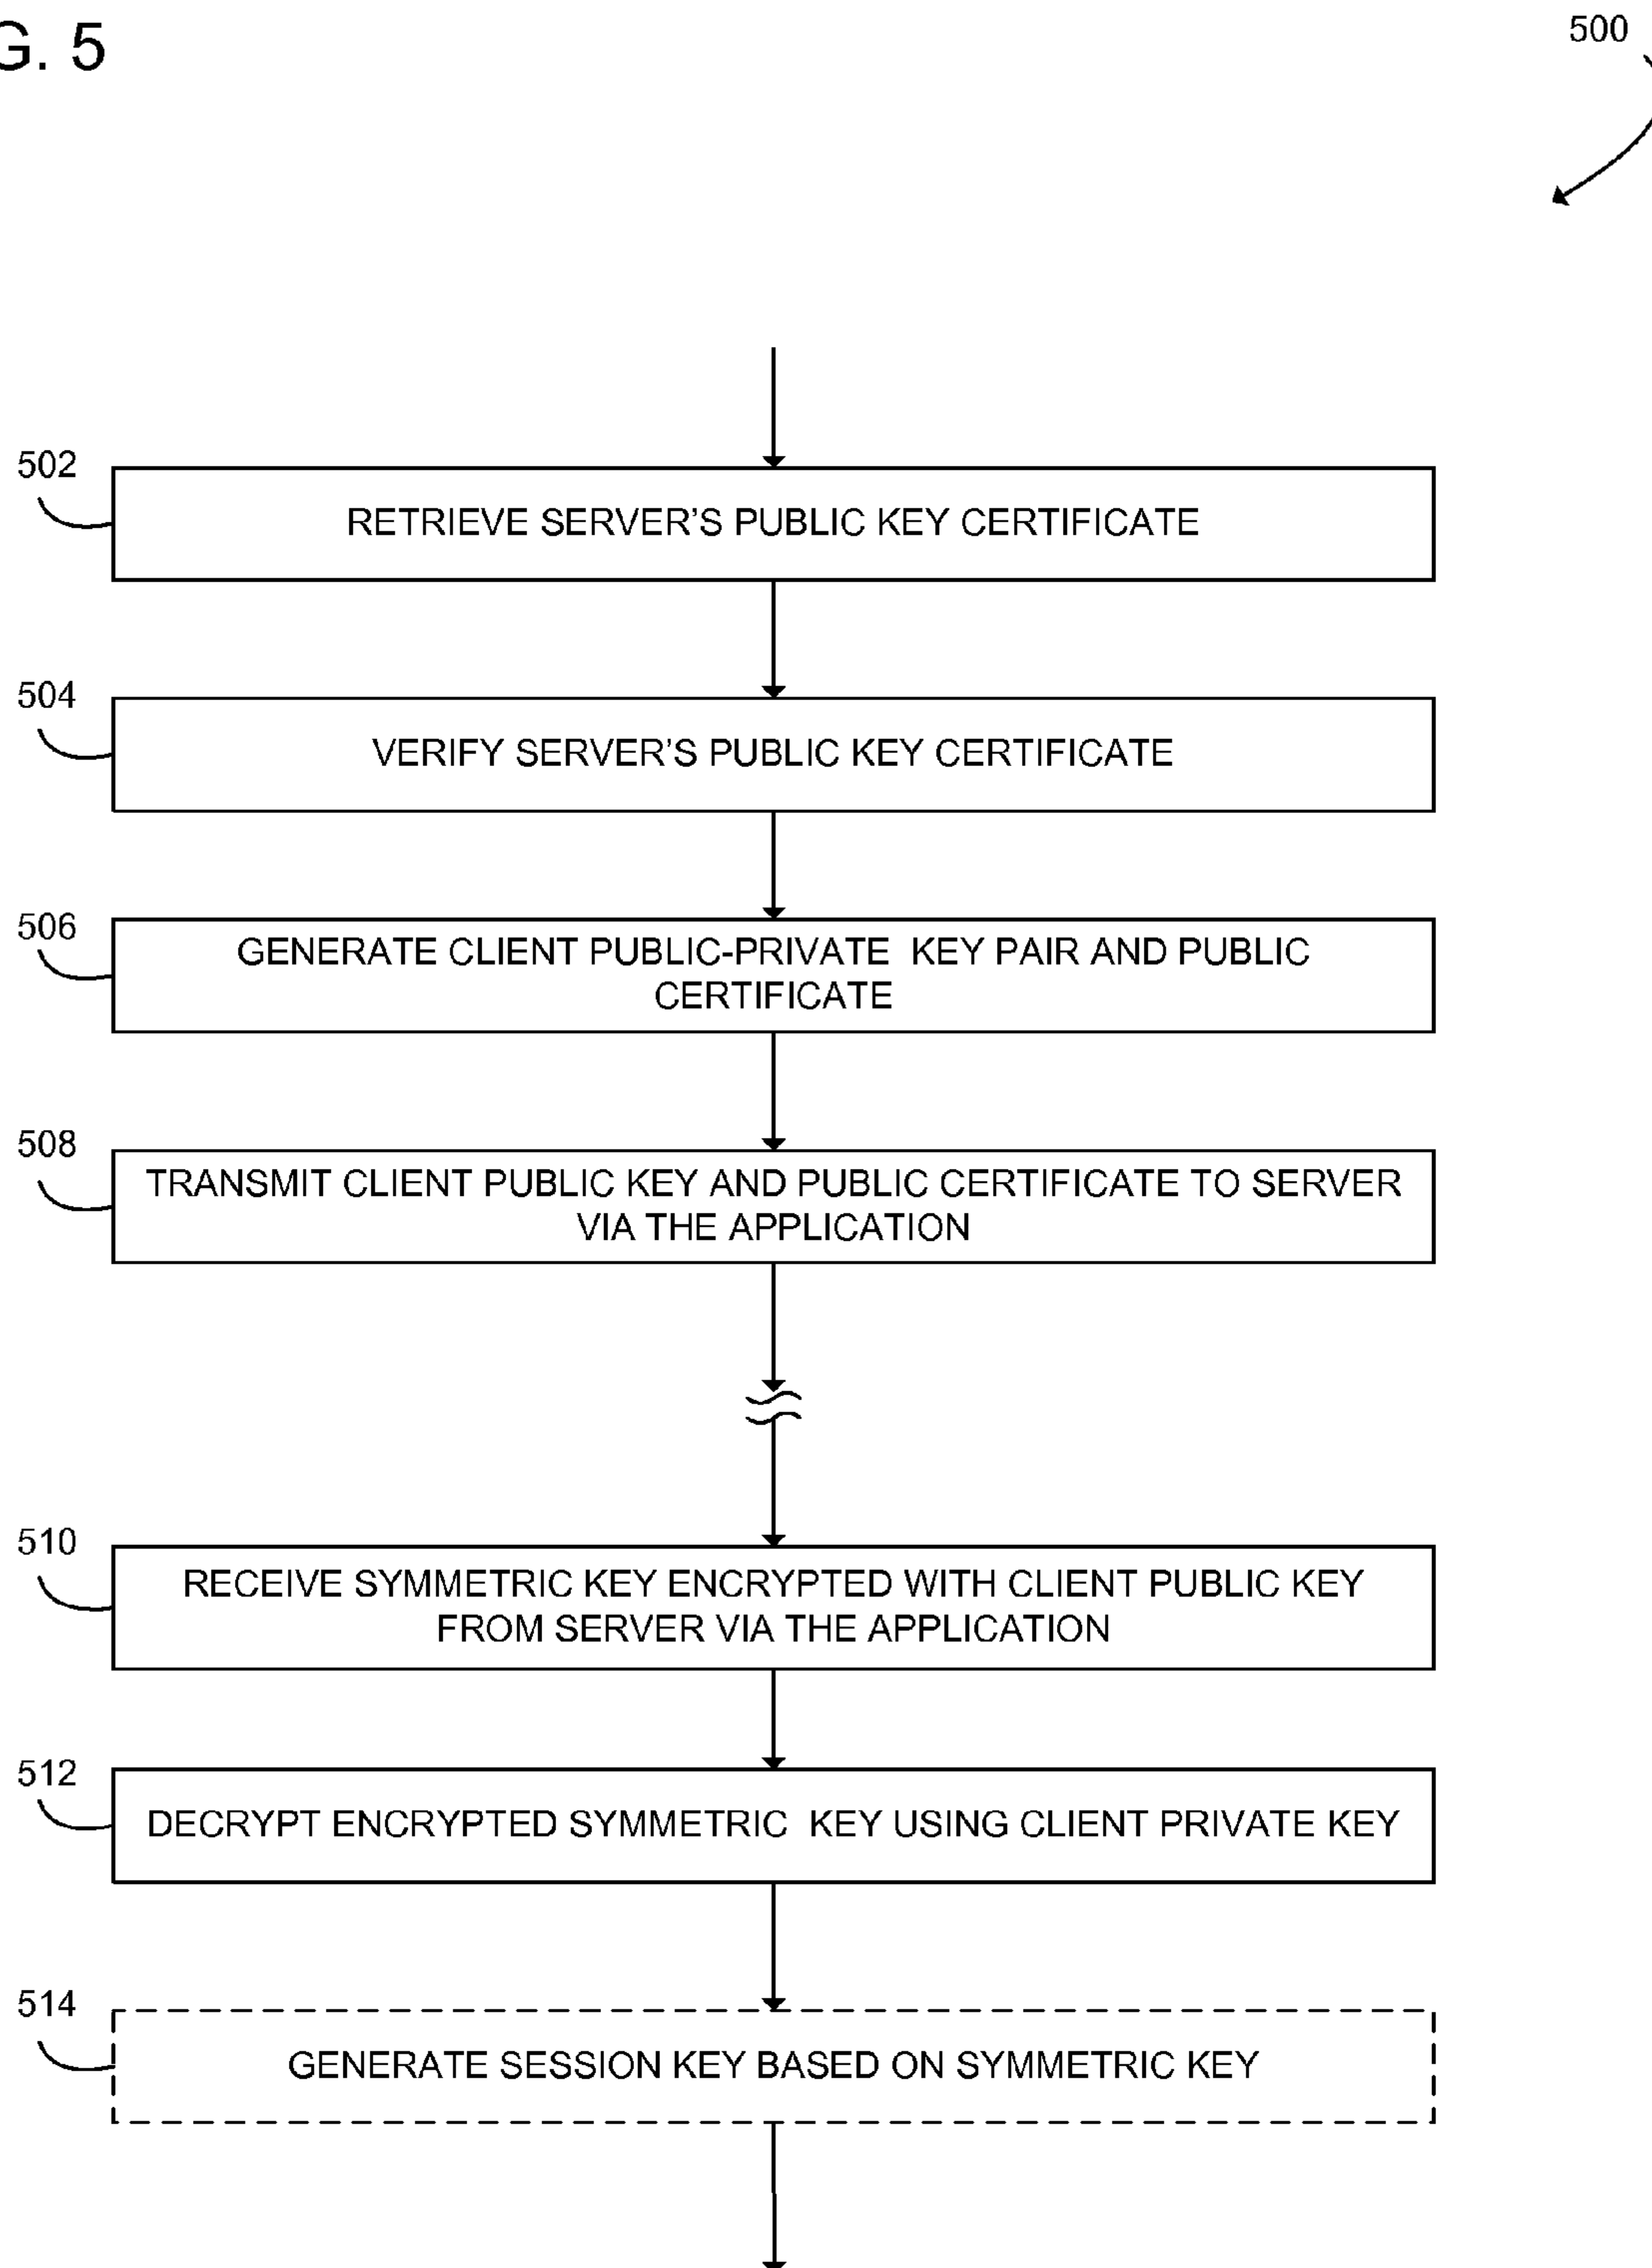 G. 5
500
502
RETRIEVE SERVER'S PUBLIC KEY CERTIFICATE
504
VERIFY SERVER'S PUBLIC KEY CERTIFICATE
506
GENERATE CLIENT PUBLIC-PRIVATE KEY PAIR AND PUBLIC
CERTIFICATE
508
TRANSMIT CLIENT PUBLIC KEY AND PUBLIC CERTIFICATE TO SERVER
VIA THE APPLICATION
510
RECEIVE SYMMETRIC KEY ENCRYPTED WITH CLIENT PUBLIC KEY
FROM SERVER VIA THE APPLICATION
512
DECRYPT ENCRYPTED SYMMETRIC KEY USING CLIENT PRIVATE KEY
514
GENERATE SESSION KEY BASED ON SYMMETRIC KEY